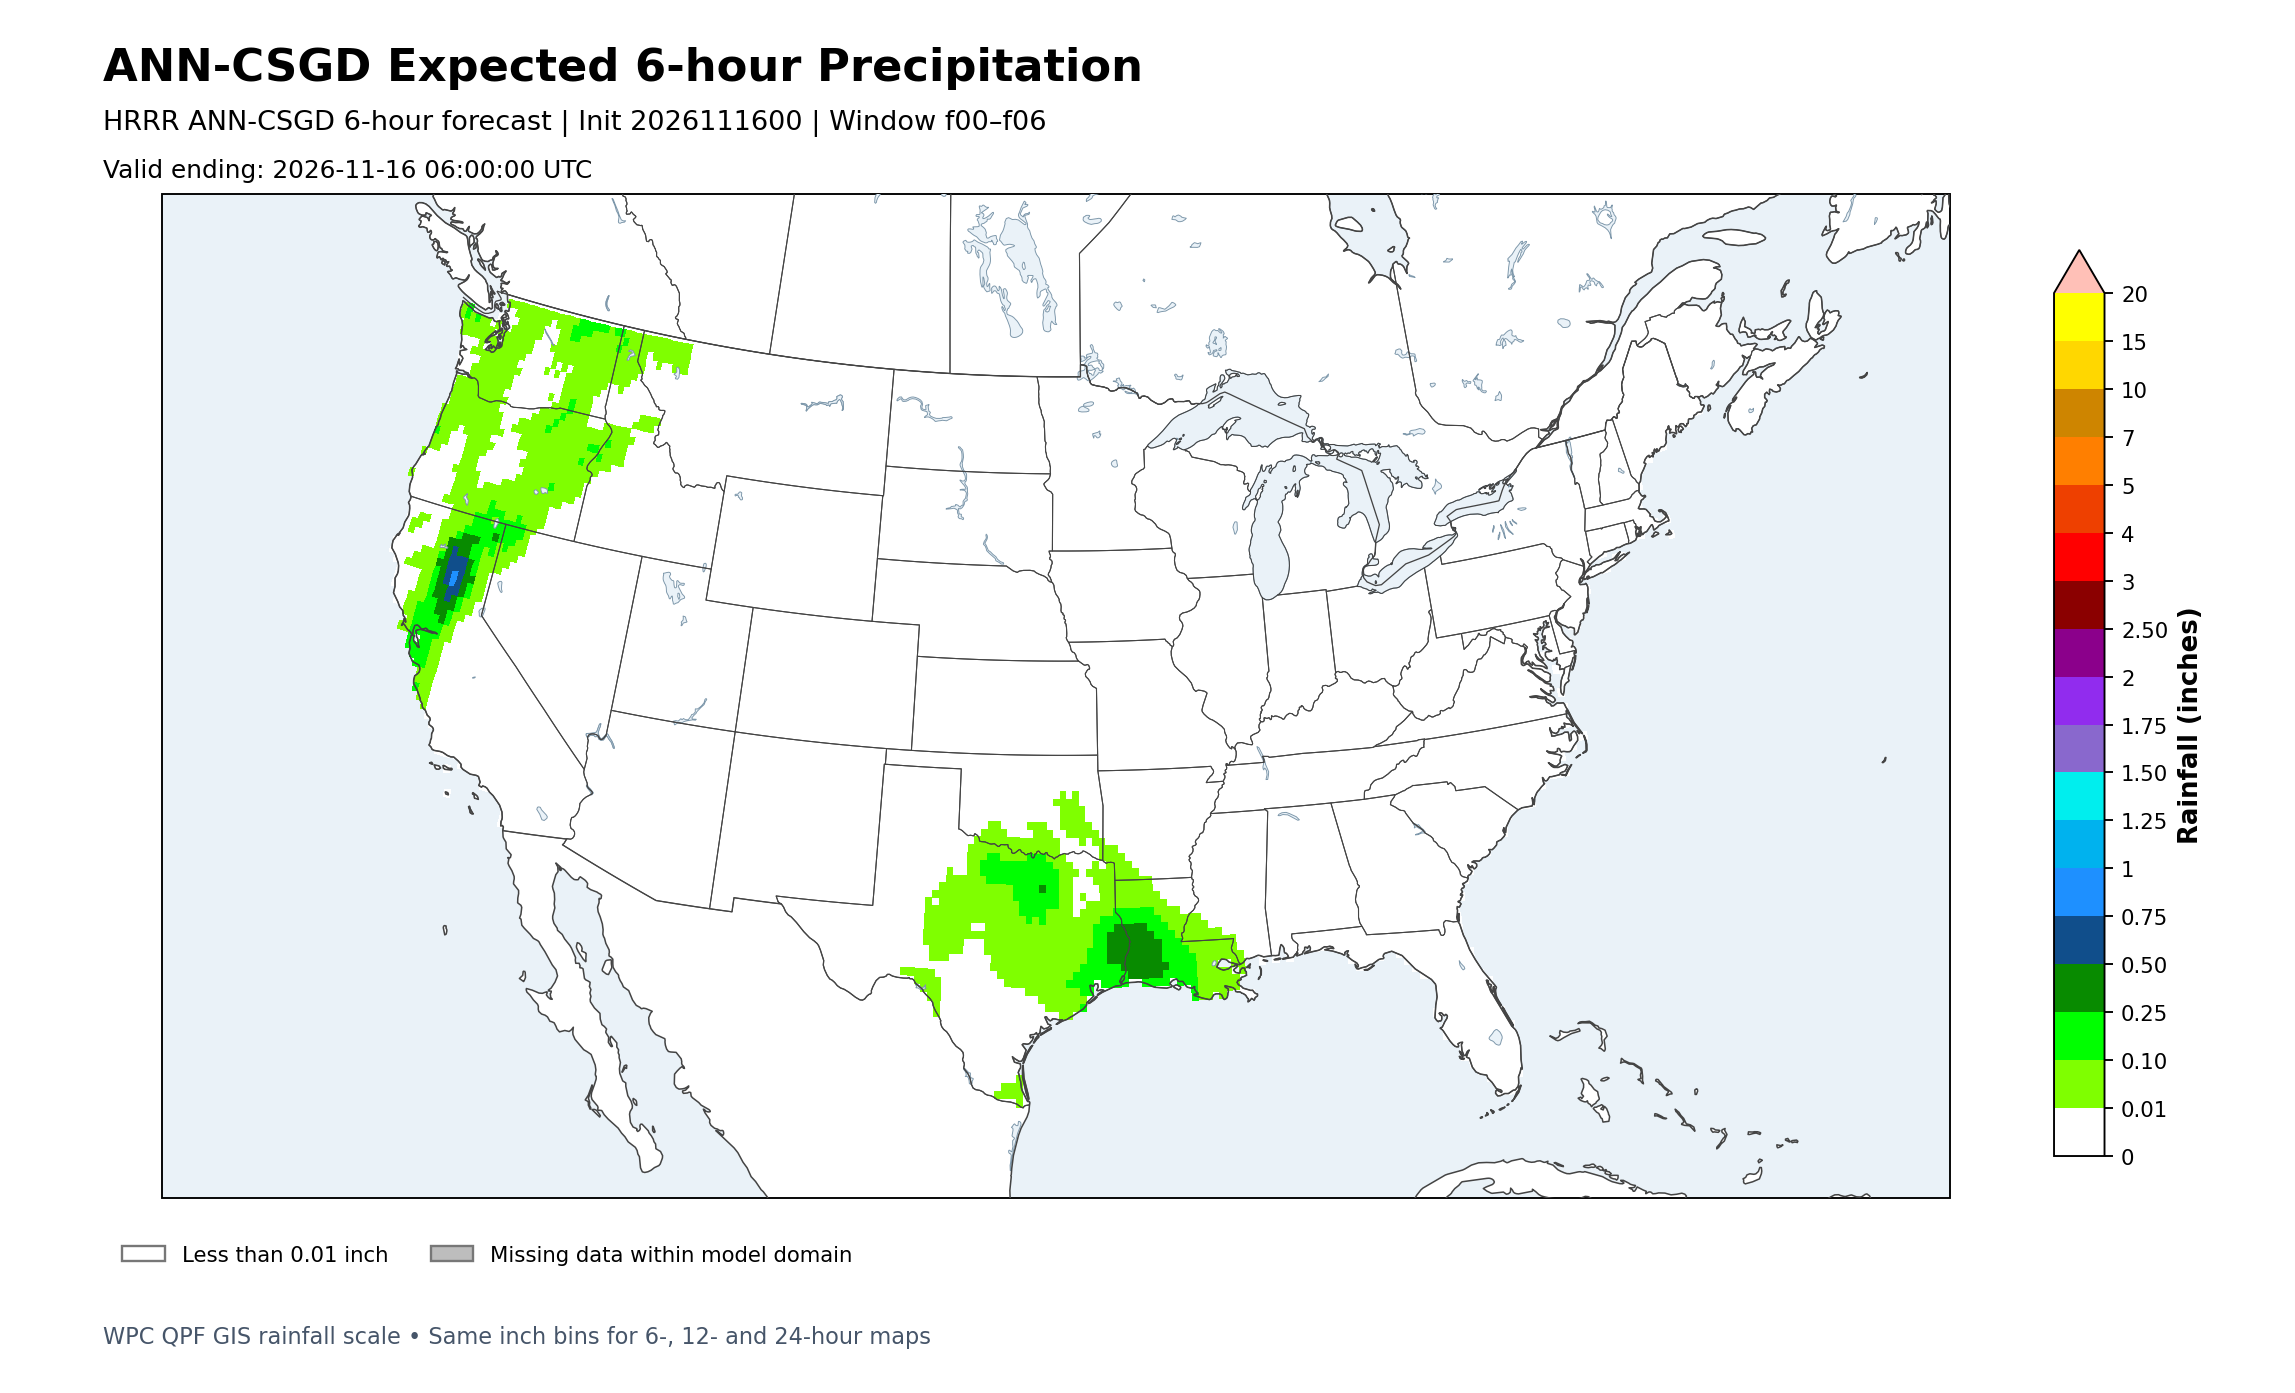 ANN-CSGD Expected 6-hour Precipitation
HRRR ANN-CSGD 6-hour forecast | Init 2026111600 | Window f00–f06
Valid ending: 2026-11-16 06:00:00 UTC
20
15
10
7
5
4
3
2.50
2
1.75
1.50
1.25
1
0.75
0.50
0.25
0.10
0.01
0
Rainfall (inches)
Less than 0.01 inch
Missing data within model domain
WPC QPF GIS rainfall scale • Same inch bins for 6-, 12- and 24-hour maps